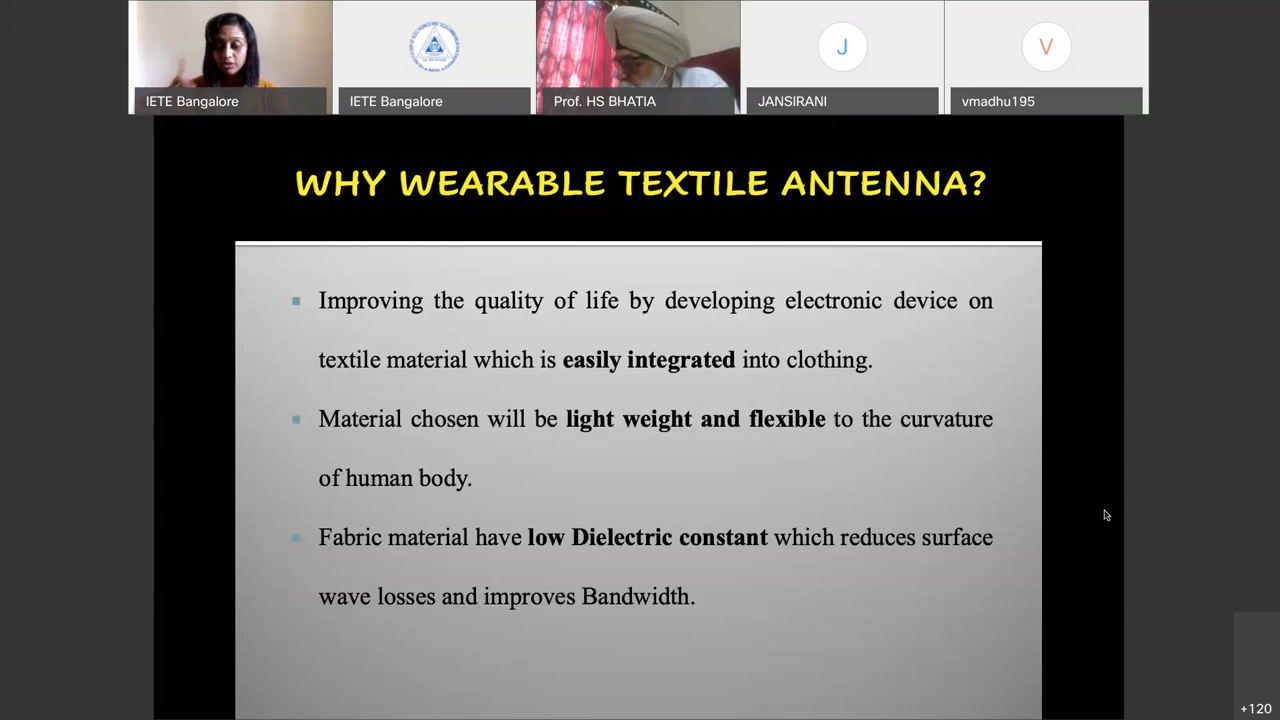 IETE Bangalore
IETE Bangalore
Prof. HS BHATIA
J
JANSIRANI
V
vmadhu195
WHY WEARABLE TEXTILE ANTENNA?
Improving the quality of life by developing electronic device on
textile material which is easily integrated into clothing.
Material chosen will be light weight and flexible to the curvature
of human body.
Fabric material have low Dielectric constant which reduces surface
wave losses and improves Bandwidth.
+120